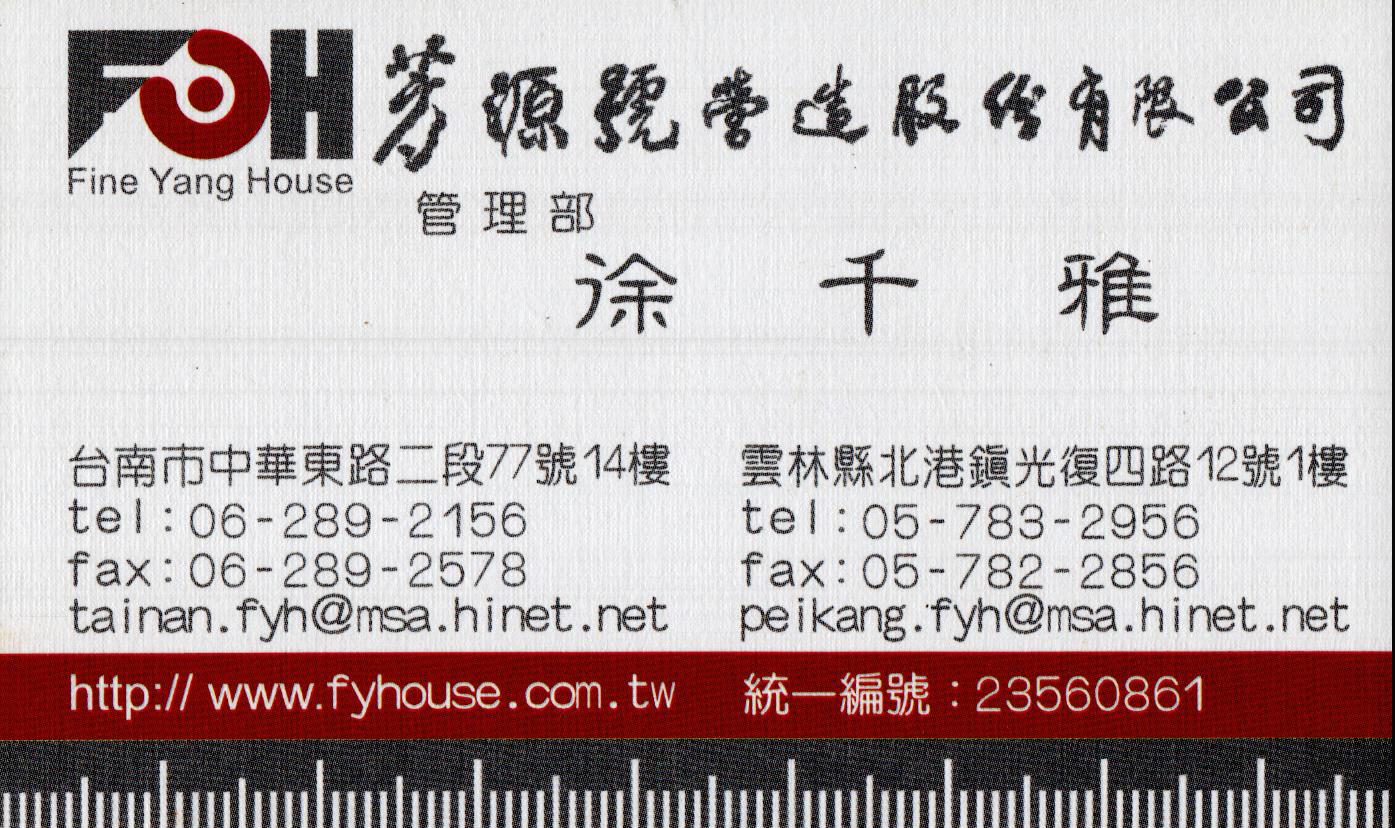 FOH
Fine Yang House
芳源號營造股份有限公司
管理部
徐千雅
台南市中華東路二段77號14樓
tel:06-289-2156
fax:06-289-2578
tainan.fyh@msa.hinet.net
雲林縣北港鎮光復四路12號1樓
tel:05-783-2956
fax:05-782-2856
peikang.fyh@msa.hinet.net
http:// www.fyhouse.com.tw
統一編號:23560861